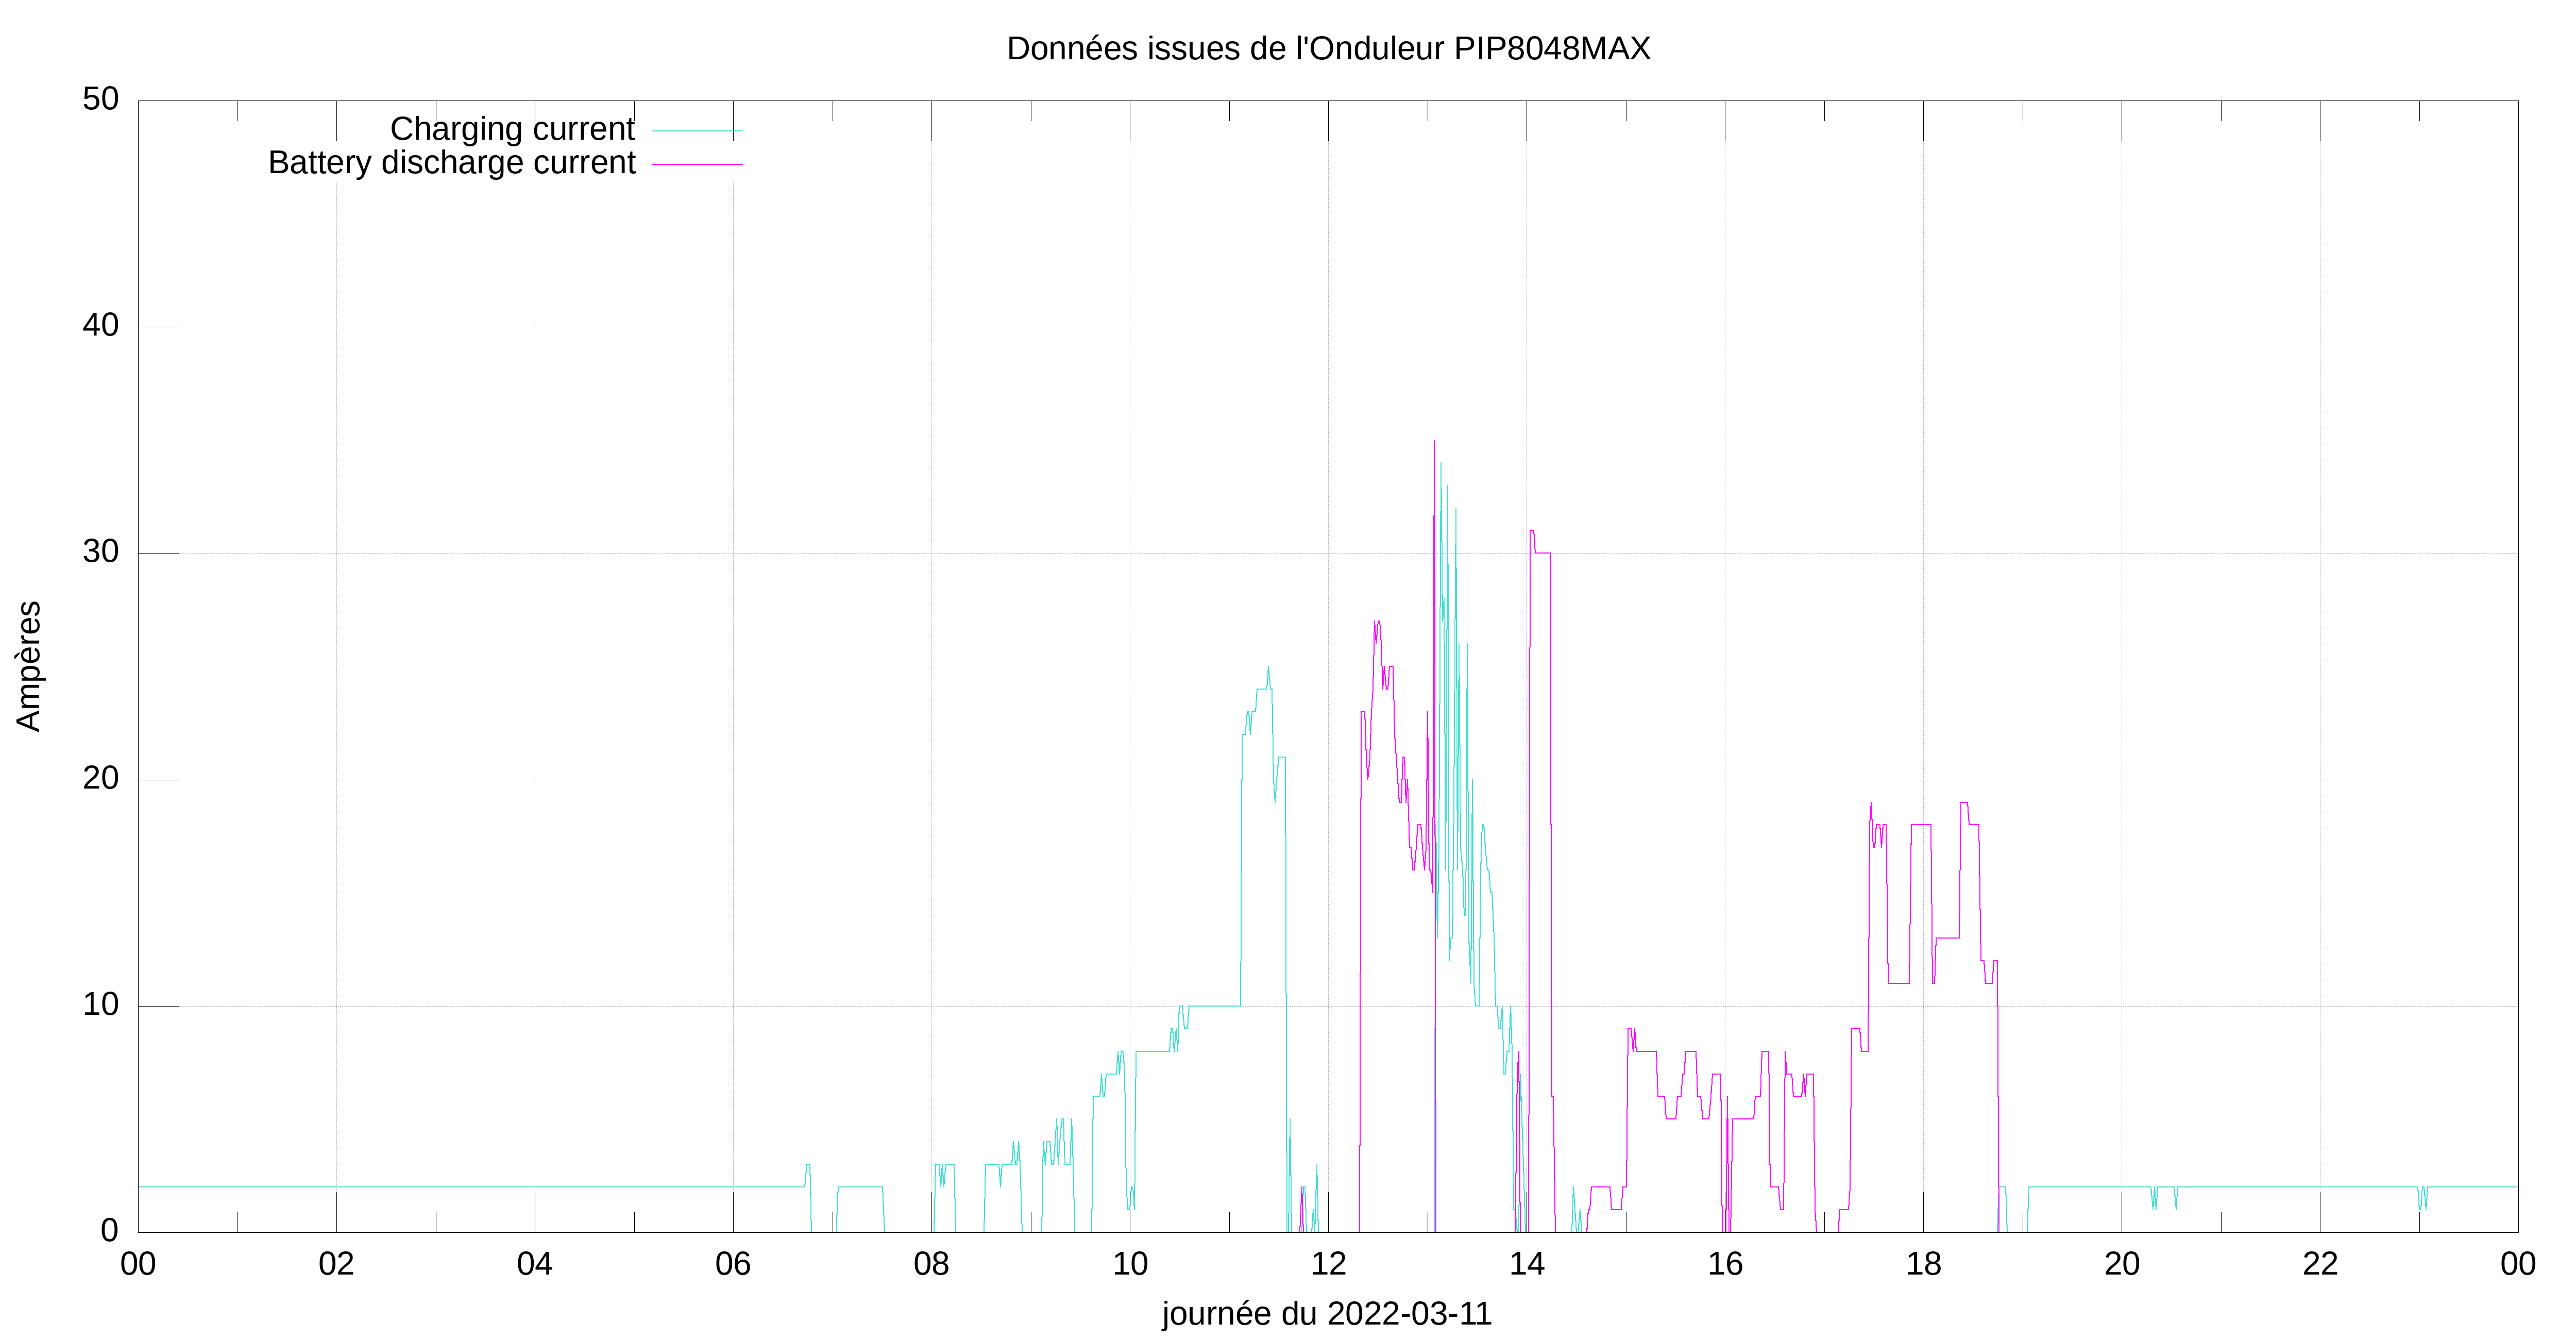 Données issues de l'Onduleur PIP8048MAX
50
Charging current
Battery discharge current
40
30
Ampères
20
10
0
00 02 04 06 08 10 12 14 16 18 20 22 00
journée du 2022-03-11